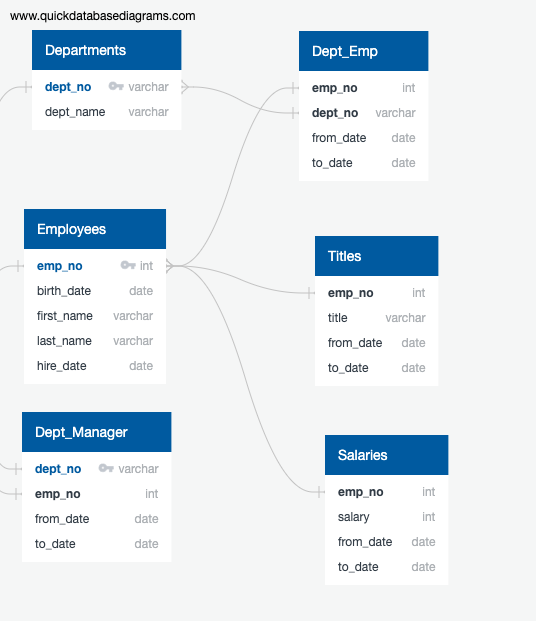 www.quickdatabasediagrams.com
Departments
dept_no varchar
dept_name varchar
Dept_Emp
emp_no int
dept_no varchar
from_date date
to_date date
Employees
emp_no int
birth_date date
first_name varchar
last_name varchar
hire_date date
Titles
emp_no int
title varchar
from_date date
to_date date
Dept_Manager
dept_no varchar
emp_no int
from_date date
to_date date
Salaries
emp_no int
salary int
from_date date
to_date date